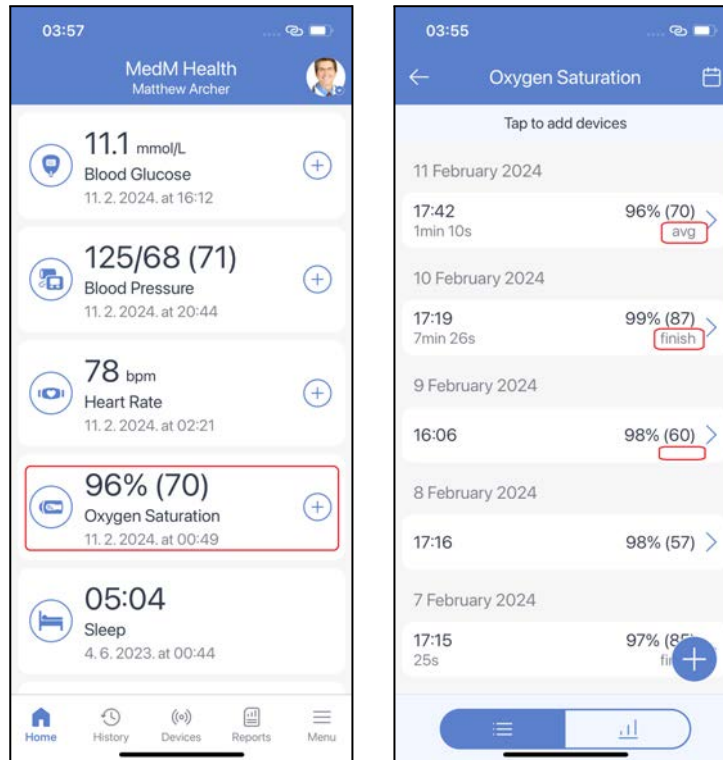 03:57
MedM Health
Matthew Archer
11.1 mmol/L
Blood Glucose
11. 2. 2024. at 16:12
125/68 (71)
Blood Pressure
11. 2. 2024. at 20:44
78 bpm
Heart Rate
11. 2. 2024. at 02:21
96% (70)
Oxygen Saturation
11. 2. 2024. at 00:49
05:04
Sleep
4. 6. 2023. at 00:44
Home History Devices Reports Menu
03:55
Oxygen Saturation
Tap to add devices
11 February 2024
17:42 96% (70)
1min 10s avg
10 February 2024
17:19 99% (87)
7min 26s finish
9 February 2024
16:06 98% (60)
8 February 2024
17:16 98% (57)
7 February 2024
17:15 97%
25s